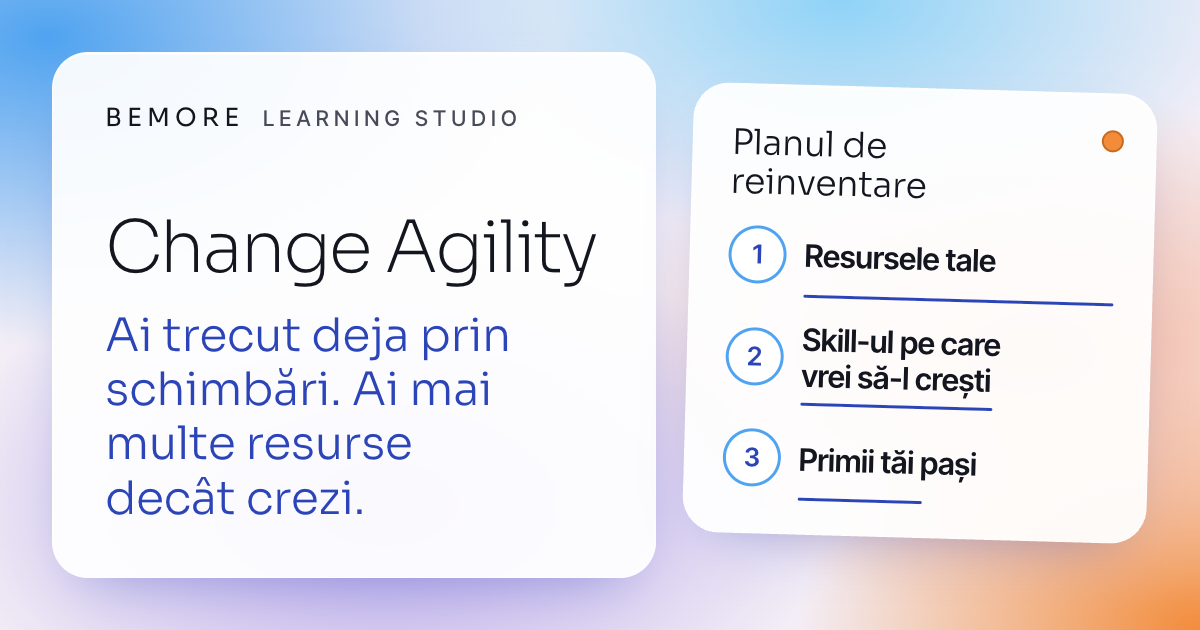 BEMORE LEARNING STUDIO
Change Agility
Ai trecut deja prin
schimbări. Ai mai
multe resurse
decât crezi.
Planul de
reinventare
1 Resursele tale
2 Skill-ul pe care
vrei să-l crești
3 Primii tăi pași